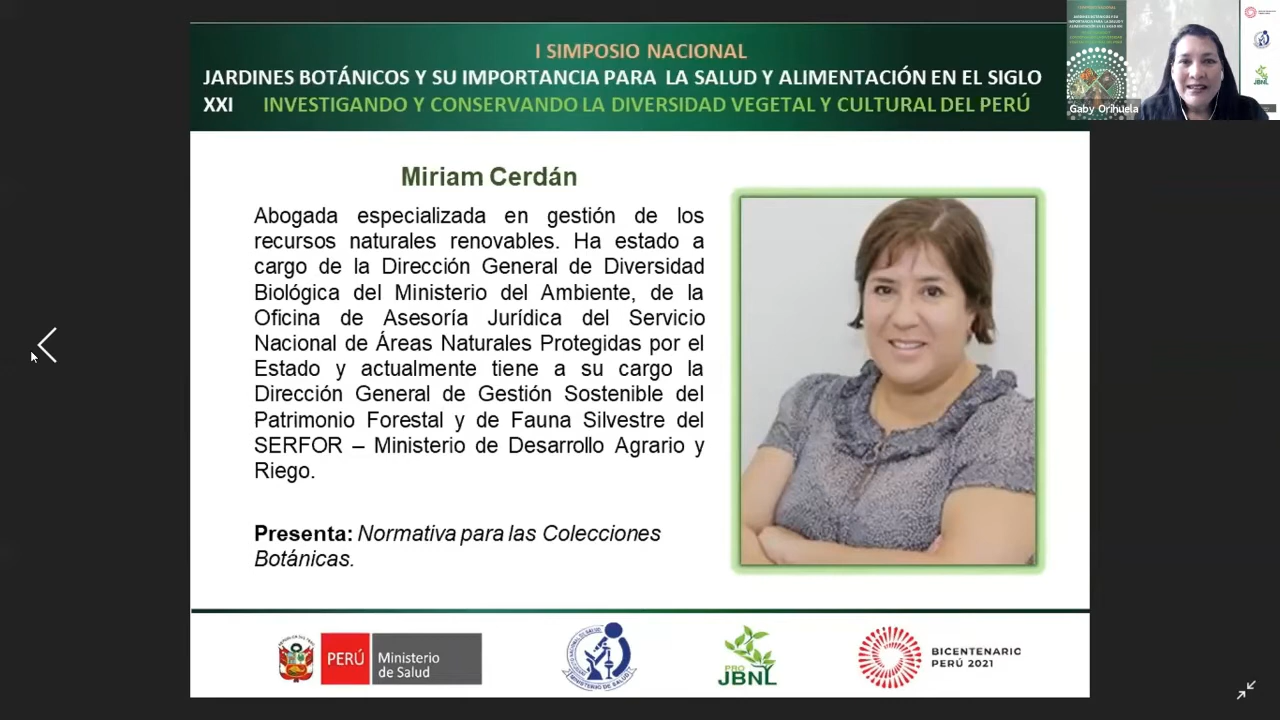 I SIMPOSIO NACIONAL
JARDINES BOTÁNICOS Y SU IMPORTANCIA PARA LA SALUD Y ALIMENTACIÓN EN EL SIGLO
XXI INVESTIGANDO Y CONSERVANDO LA DIVERSIDAD VEGETAL Y CULTURAL DEL PERÚ
Gaby Orihuela
JBNL
Miriam Cerdán
Abogada especializada en gestión de los
recursos naturales renovables. Ha estado a
cargo de la Dirección General de Diversidad
Biológica del Ministerio del Ambiente, de la
Oficina de Asesoría Jurídica del Servicio
Nacional de Áreas Naturales Protegidas por el
Estado y actualmente tiene a su cargo la
Dirección General de Gestión Sostenible del
Patrimonio Forestal y de Fauna Silvestre del
SERFOR – Ministerio de Desarrollo Agrario y
Riego.
Presenta: Normativa para las Colecciones
Botánicas.
PERÚ
Ministerio
de Salud
MINISTERIO DE SALUD
PRO
JBNL
BICENTENARIO
PERÚ 2021